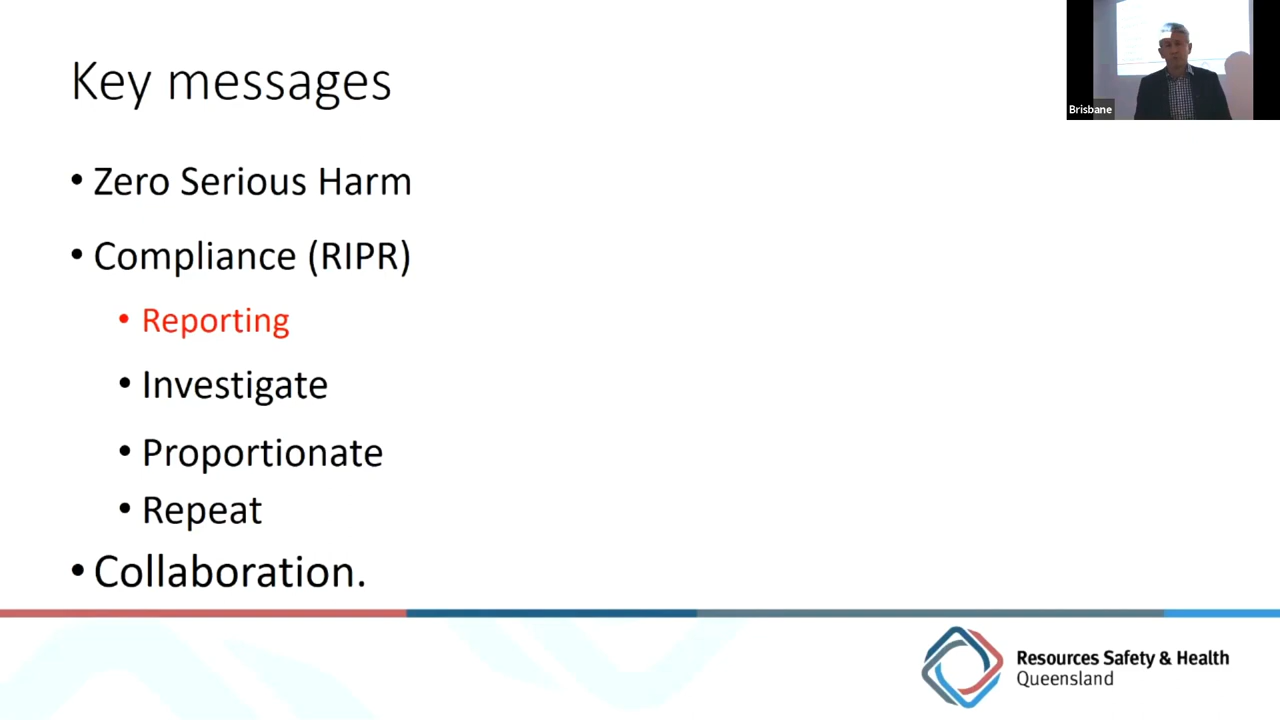 Key messages
Brisbane
• Zero Serious Harm
• Compliance (RIPR)
• Reporting
• Investigate
• Proportionate
• Repeat
• Collaboration.
Resources Safety & Health
Queensland